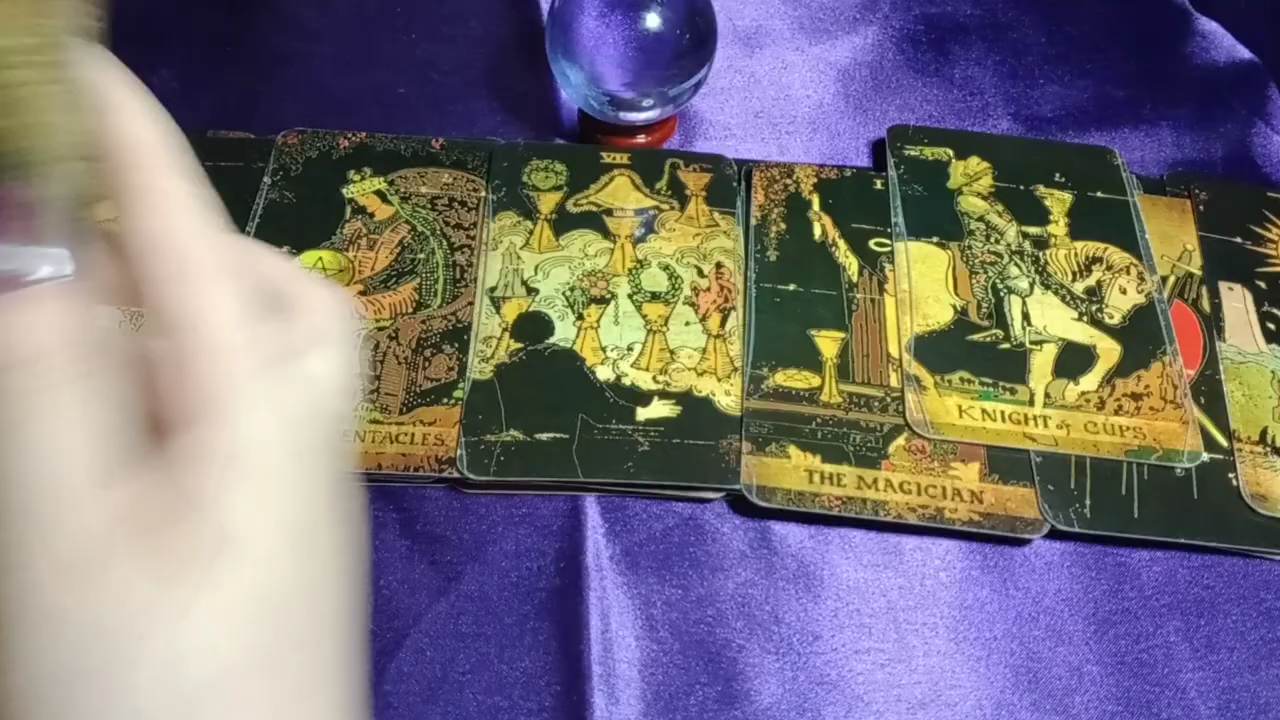 ENTACLES
VII
I
THE MAGICIAN
KNIGHT of CUPS